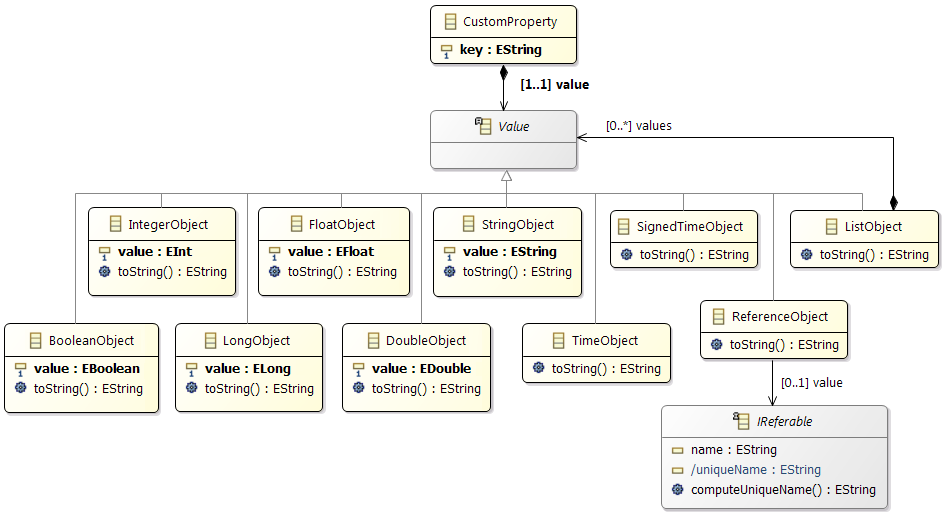 CustomProperty
key : EString
[1..1] value
Value
[0..*] values
IntegerObject
value : EInt
toString() : EString
FloatObject
value : EFloat
toString() : EString
StringObject
value : EString
toString() : EString
SignedTimeObject
toString() : EString
ListObject
toString() : EString
BooleanObject
value : EBoolean
toString() : EString
LongObject
value : ELong
toString() : EString
DoubleObject
value : EDouble
toString() : EString
TimeObject
toString() : EString
ReferenceObject
toString() : EString
[0..1] value
IReferable
name : EString
/uniqueName : EString
computeUniqueName() : EString